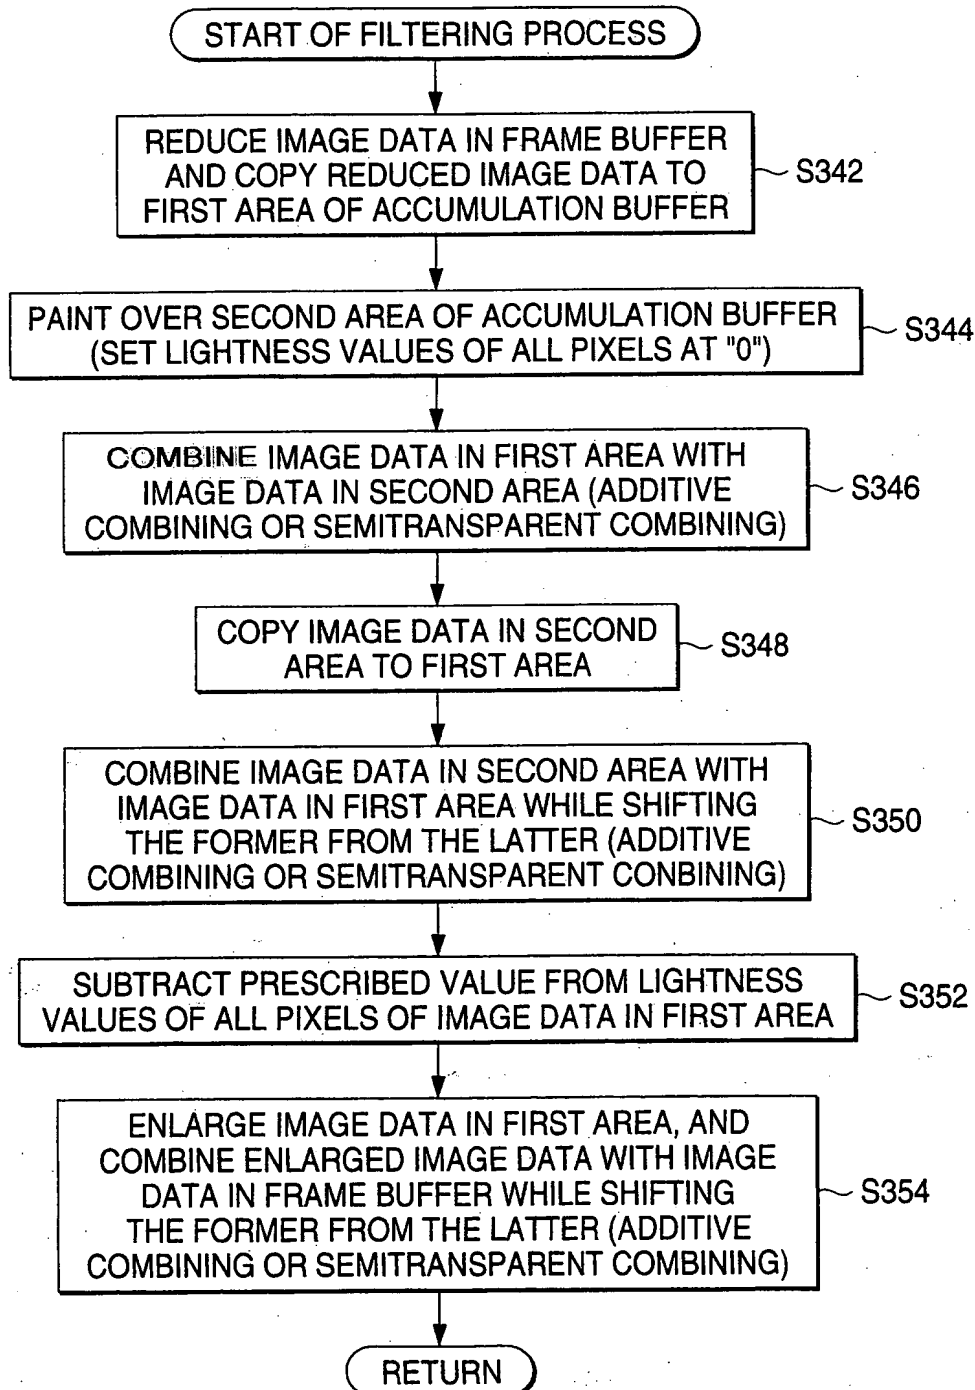 START OF FILTERING PROCESS
REDUCE IMAGE DATA IN FRAME BUFFER
AND COPY REDUCED IMAGE DATA TO
FIRST AREA OF ACCUMULATION BUFFER
S342
PAINT OVER SECOND AREA OF ACCUMULATION BUFFER
(SET LIGHTNESS VALUES OF ALL PIXELS AT "0")
S344
COMBINE IMAGE DATA IN FIRST AREA WITH
IMAGE DATA IN SECOND AREA (ADDITIVE
COMBINING OR SEMITRANSPARENT COMBINING)
S346
COPY IMAGE DATA IN SECOND
AREA TO FIRST AREA
S348
COMBINE IMAGE DATA IN SECOND AREA WITH
IMAGE DATA IN FIRST AREA WHILE SHIFTING
THE FORMER FROM THE LATTER (ADDITIVE
COMBINING OR SEMITRANSPARENT CONBINING)
S350
SUBTRACT PRESCRIBED VALUE FROM LIGHTNESS
VALUES OF ALL PIXELS OF IMAGE DATA IN FIRST AREA
S352
ENLARGE IMAGE DATA IN FIRST AREA, AND
COMBINE ENLARGED IMAGE DATA WITH IMAGE
DATA IN FRAME BUFFER WHILE SHIFTING
THE FORMER FROM THE LATTER (ADDITIVE
COMBINING OR SEMITRANSPARENT COMBINING)
S354
RETURN